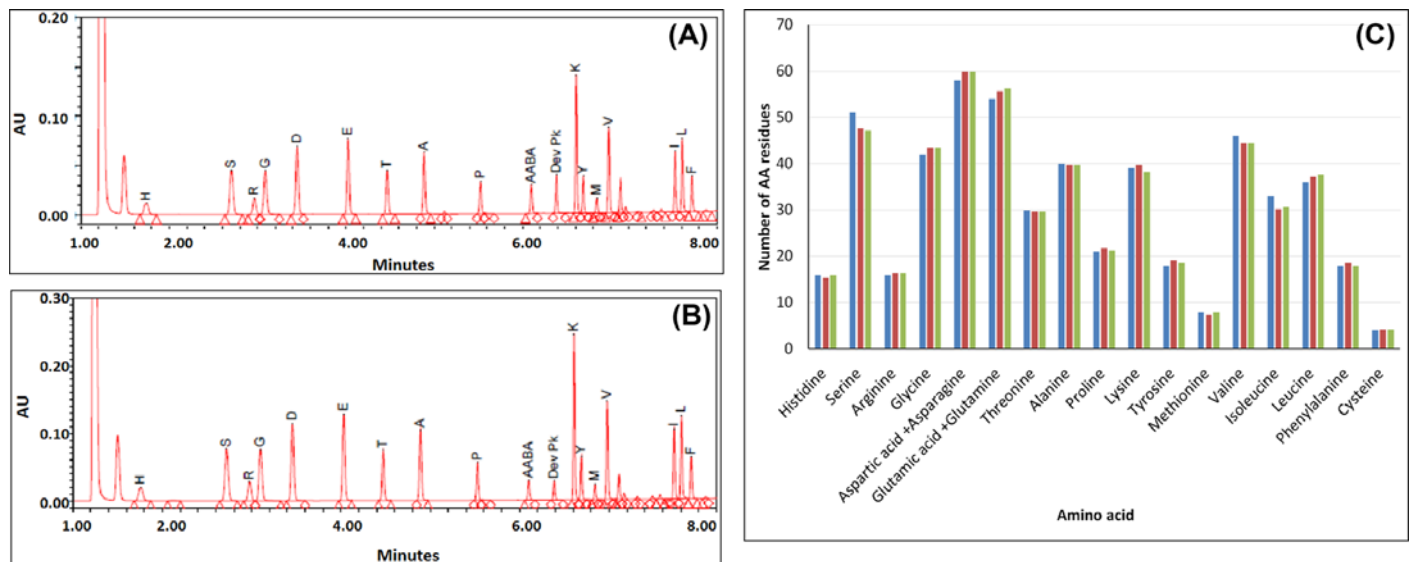 (A)
0.20
0.10
0.00
AU
H
S
R
G
D
E
T
A
P
AABA
Dev Pk
K
Y
M
V
I
L
F
1.00
2.00
4.00
6.00
8.00
Minutes
(B)
0.30
0.20
0.10
0.00
AU
H
S
R
G
D
E
T
A
P
AABA
Dev Pk
K
Y
M
V
I
L
F
1.00
2.00
4.00
6.00
8.00
Minutes
(C)
70
60
50
40
30
20
10
0
Number of AA residues
Histidine
Serine
Arginine
Glycine
Aspartic acid +Asparagine
Glutamic acid +Glutamine
Threonine
Alanine
Proline
Lysine
Tyrosine
Methionine
Valine
Isoleucine
Leucine
Phenylalanine
Cysteine
Amino acid